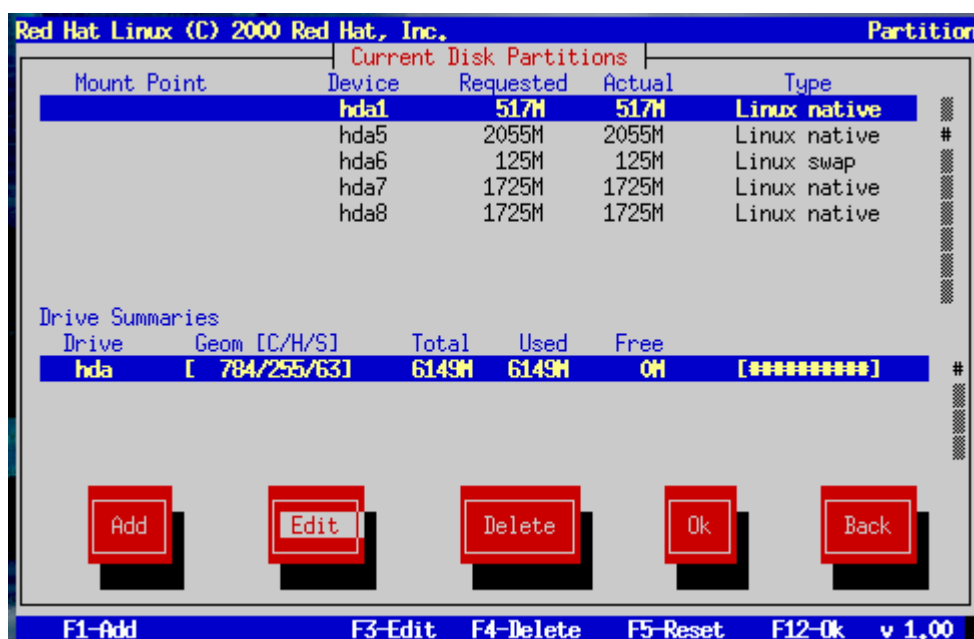 Red Hat Linux (C) 2000 Red Hat, Inc. Partition
Current Disk Partitions
Mount Point Device Requested Actual Type
hda1 517M 517M Linux native
hda5 2055M 2055M Linux native
hda6 125M 125M Linux swap
hda7 1725M 1725M Linux native
hda8 1725M 1725M Linux native
Drive Summaries
Drive Geom [C/H/S] Total Used Free
hda [ 784/255/63] 6149M 6149M 0M [##########]
Add Edit Delete Ok Back
F1-Add F3-Edit F4-Delete F5-Reset F12-Ok v 1.00